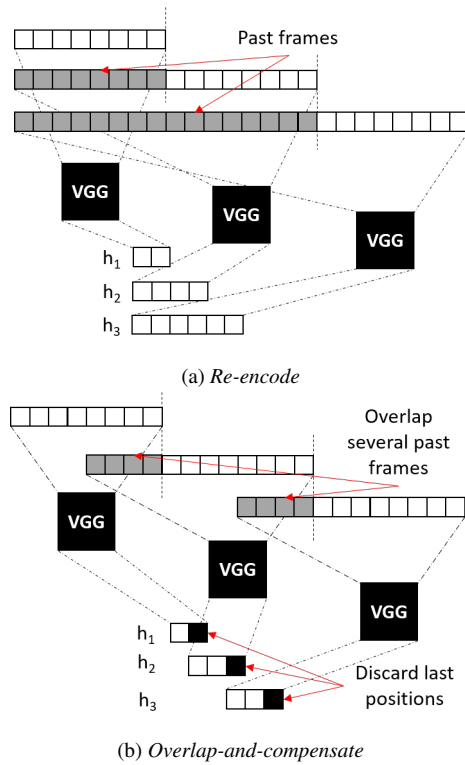 Past frames
VGG
VGG
VGG
h1
h2
h3
(a) Re-encode
Overlap
several past
frames
VGG
VGG
VGG
h1
h2
h3
Discard last
positions
(b) Overlap-and-compensate